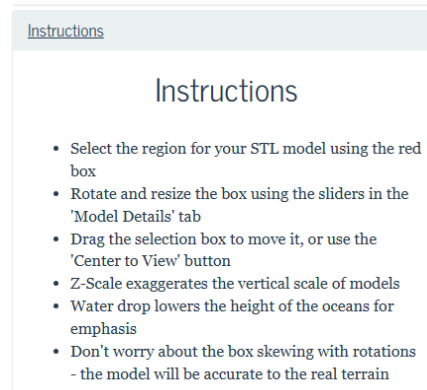 Instructions
Instructions
• Select the region for your STL model using the red
box
• Rotate and resize the box using the sliders in the
'Model Details' tab
• Drag the selection box to move it, or use the
'Center to View' button
• Z-Scale exaggerates the vertical scale of models
• Water drop lowers the height of the oceans for
emphasis
• Don't worry about the box skewing with rotations
- the model will be accurate to the real terrain